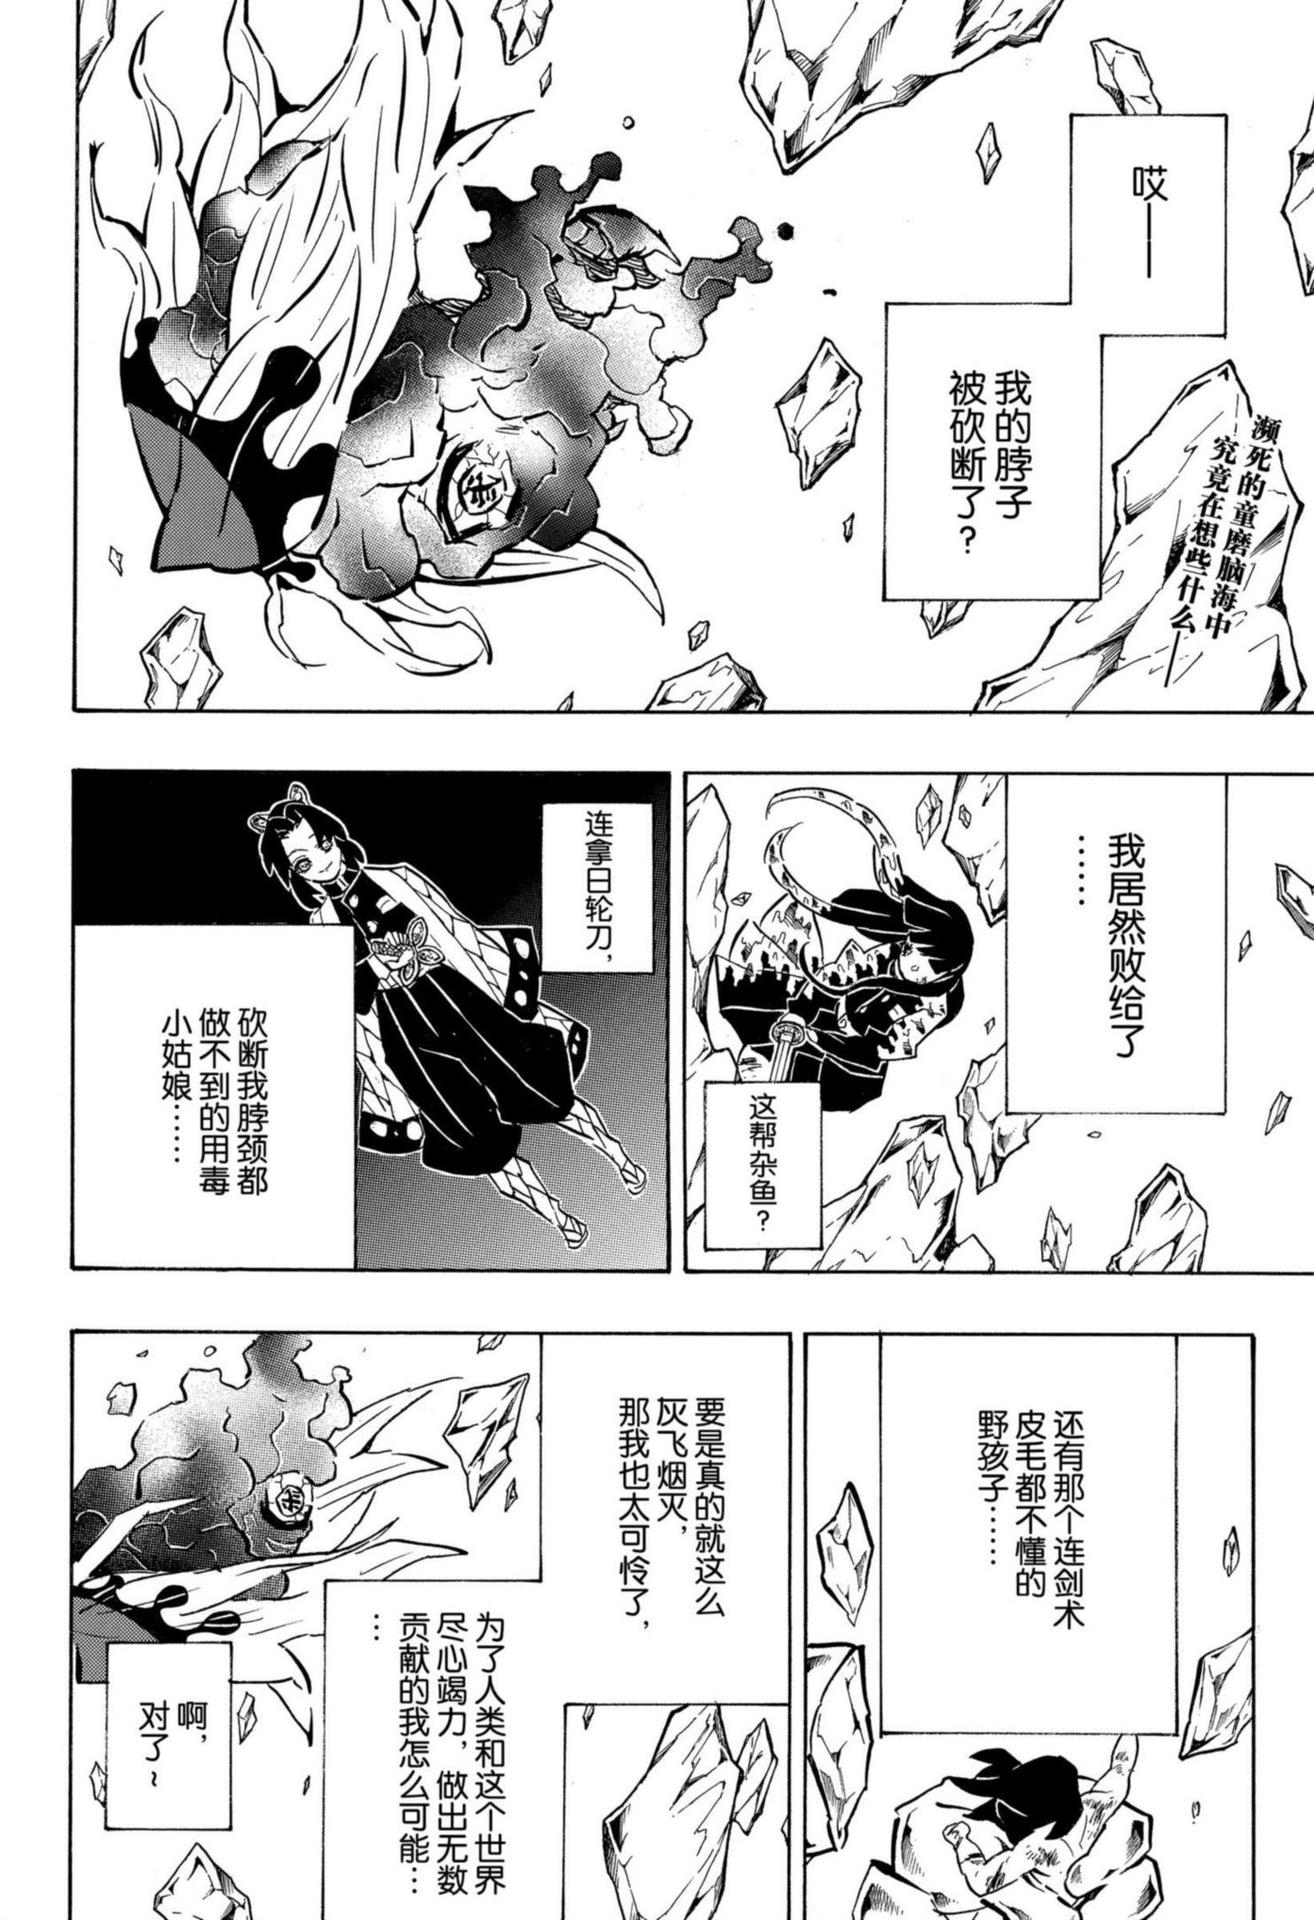 哎——
我的脖子
被砍断了？
濒死的童磨脑海中
究竟在想些什么——
我居然败给了
……
这帮杂鱼？
连拿日轮刀，
砍断我脖颈都
做不到的用毒
小姑娘……
还有那个连剑术
皮毛都不懂的
野孩子……
要是真的就这么
灰飞烟灭，
那我也太可怜了，
为了人类和这个世界
尽心竭力，做出无数
贡献的我怎么可能…
…
啊，
对了~